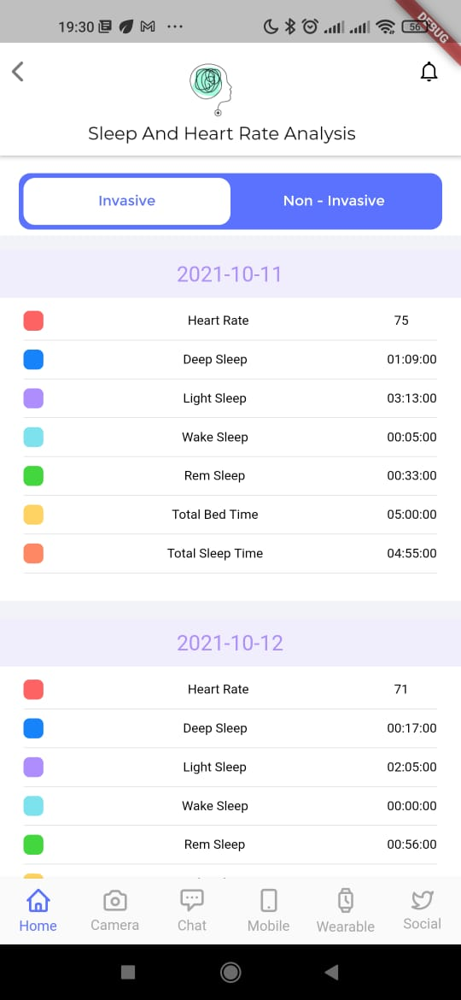 19:30
56
DEBUG
Sleep And Heart Rate Analysis
Invasive Non - Invasive
2021-10-11
Heart Rate 75
Deep Sleep 01:09:00
Light Sleep 03:13:00
Wake Sleep 00:05:00
Rem Sleep 00:33:00
Total Bed Time 05:00:00
Total Sleep Time 04:55:00
2021-10-12
Heart Rate 71
Deep Sleep 00:17:00
Light Sleep 02:05:00
Wake Sleep 00:00:00
Rem Sleep 00:56:00
Home Camera Chat Mobile Wearable Social